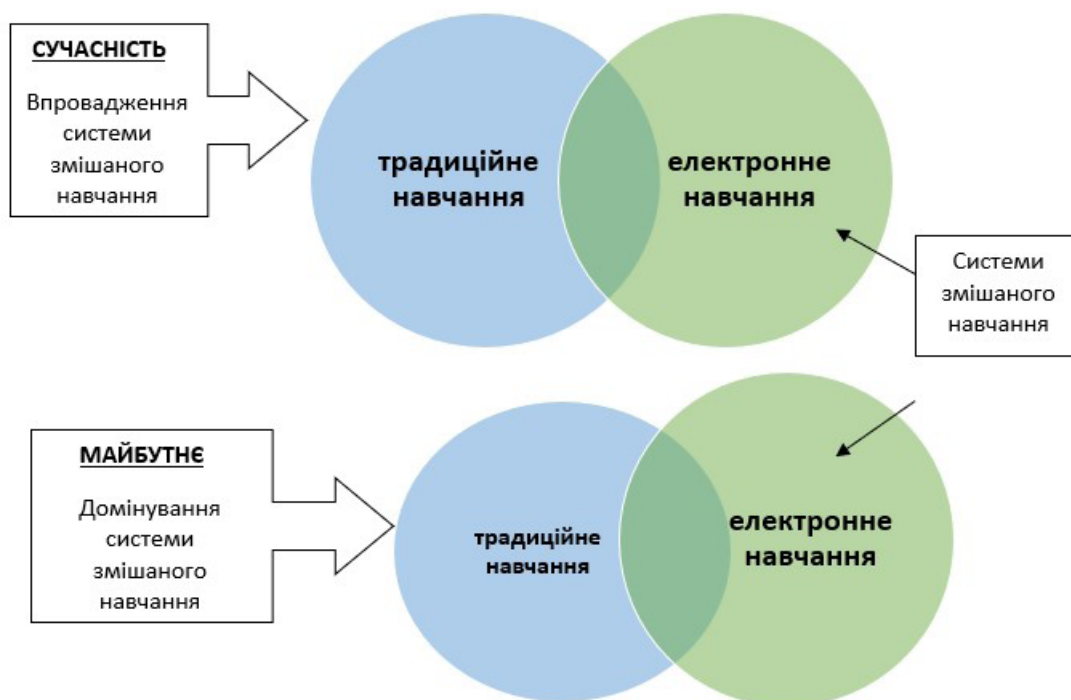 СУЧАСНІСТЬ
Впровадження
системи
змішаного
навчання
традиційне
навчання
електронне
навчання
Системи
змішаного
навчання
МАЙБУТНЄ
Домінування
системи
змішаного
навчання
традиційне
навчання
електронне
навчання